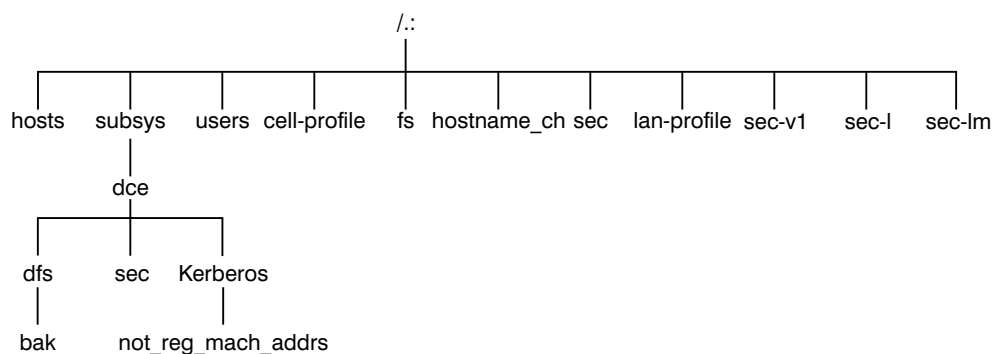 /.:
hosts subsys users cell-profile fs hostname_ch sec lan-profile sec-v1 sec-l sec-lm
dce
dfs sec Kerberos
bak not_reg_mach_addrs